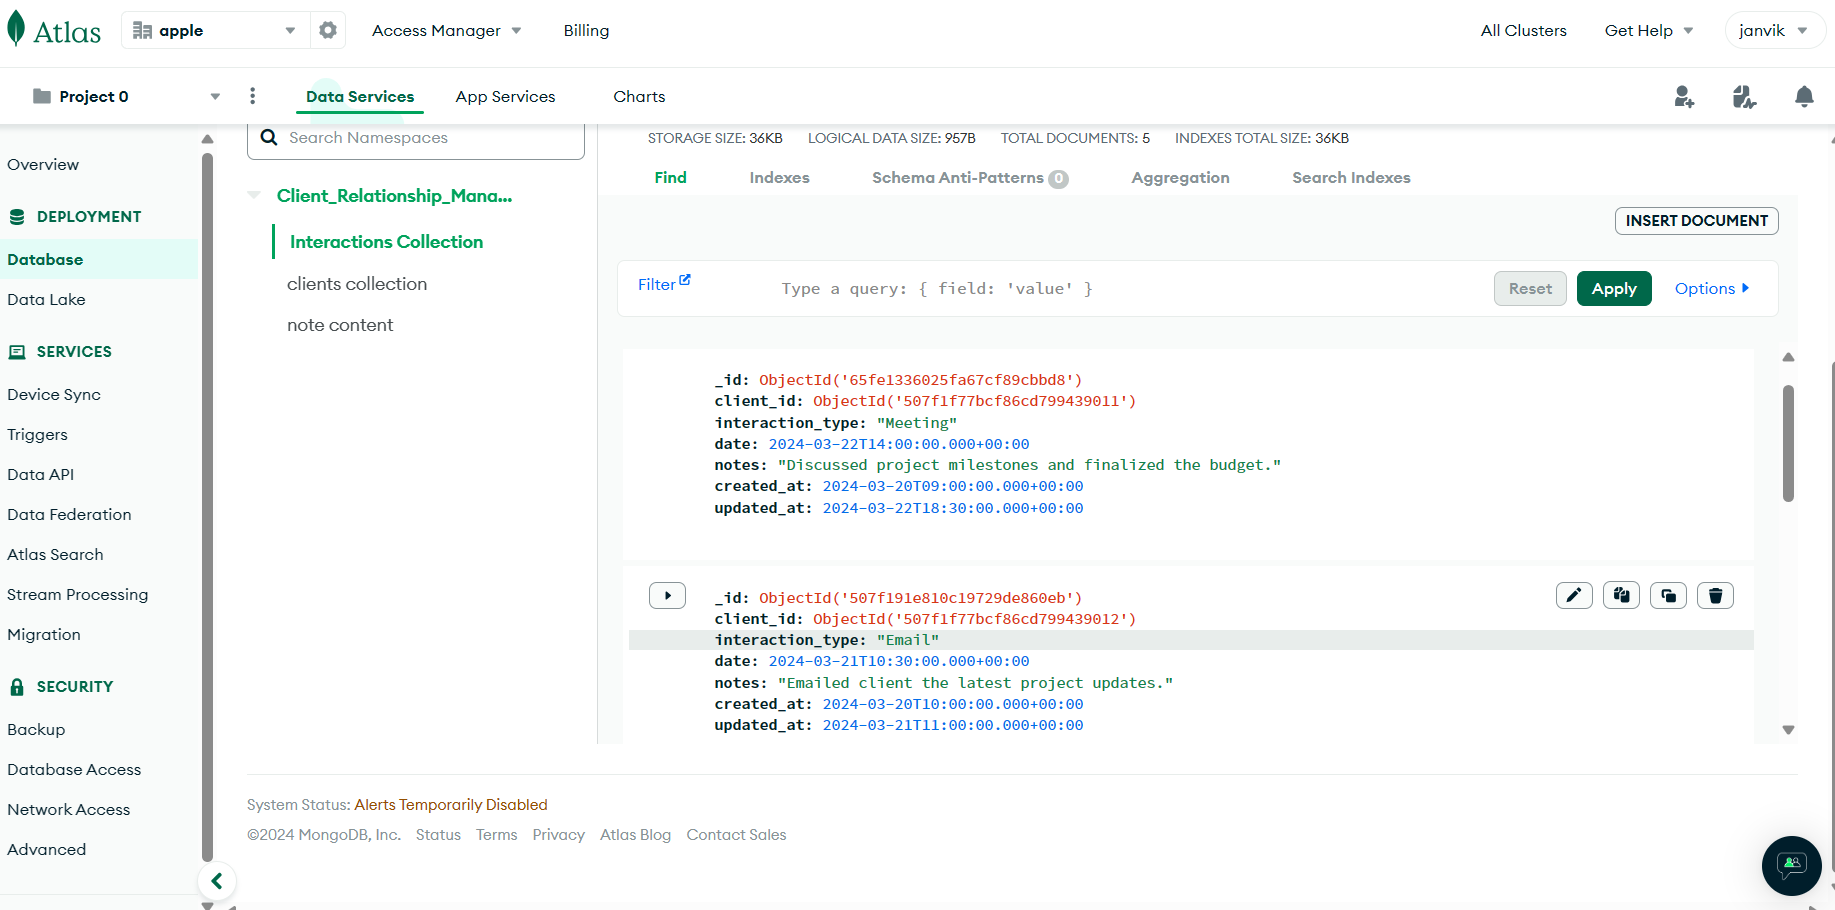 Atlas
apple
Access Manager
Billing
All Clusters
Get Help
janvik
Project 0
Data Services
App Services
Charts
Overview
DEPLOYMENT
Database
Data Lake
SERVICES
Device Sync
Triggers
Data API
Data Federation
Atlas Search
Stream Processing
Migration
SECURITY
Backup
Database Access
Network Access
Advanced
Search Namespaces
Client_Relationship_Mana...
Interactions Collection
clients collection
note content
STORAGE SIZE: 36KB LOGICAL DATA SIZE: 957B TOTAL DOCUMENTS: 5 INDEXES TOTAL SIZE: 36KB
Find Indexes Schema Anti-Patterns 0 Aggregation Search Indexes
INSERT DOCUMENT
Filter Type a query: { field: 'value' } Reset Apply Options
_id: ObjectId('65fe1336025fa67cf89cbbd8')
client_id: ObjectId('507f1f77bcf86cd799439011')
interaction_type: "Meeting"
date: 2024-03-22T14:00:00.000+00:00
notes: "Discussed project milestones and finalized the budget."
created_at: 2024-03-20T09:00:00.000+00:00
updated_at: 2024-03-22T18:30:00.000+00:00
_id: ObjectId('507f191e810c19729de860eb')
client_id: ObjectId('507f1f77bcf86cd799439012')
interaction_type: "Email"
date: 2024-03-21T10:30:00.000+00:00
notes: "Emailed client the latest project updates."
created_at: 2024-03-20T10:00:00.000+00:00
updated_at: 2024-03-21T11:00:00.000+00:00
System Status: Alerts Temporarily Disabled
©2024 MongoDB, Inc. Status Terms Privacy Atlas Blog Contact Sales